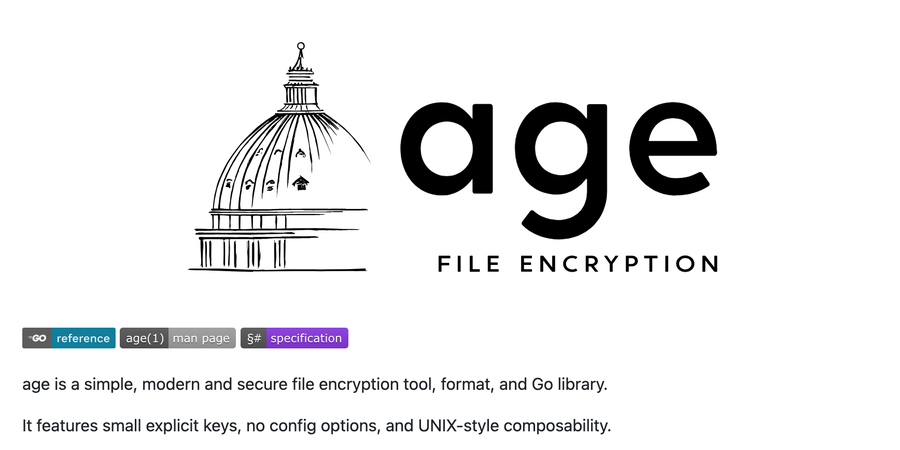 age
FILE ENCRYPTION
GO reference age(1) man page §# specification
age is a simple, modern and secure file encryption tool, format, and Go library.
It features small explicit keys, no config options, and UNIX-style composability.